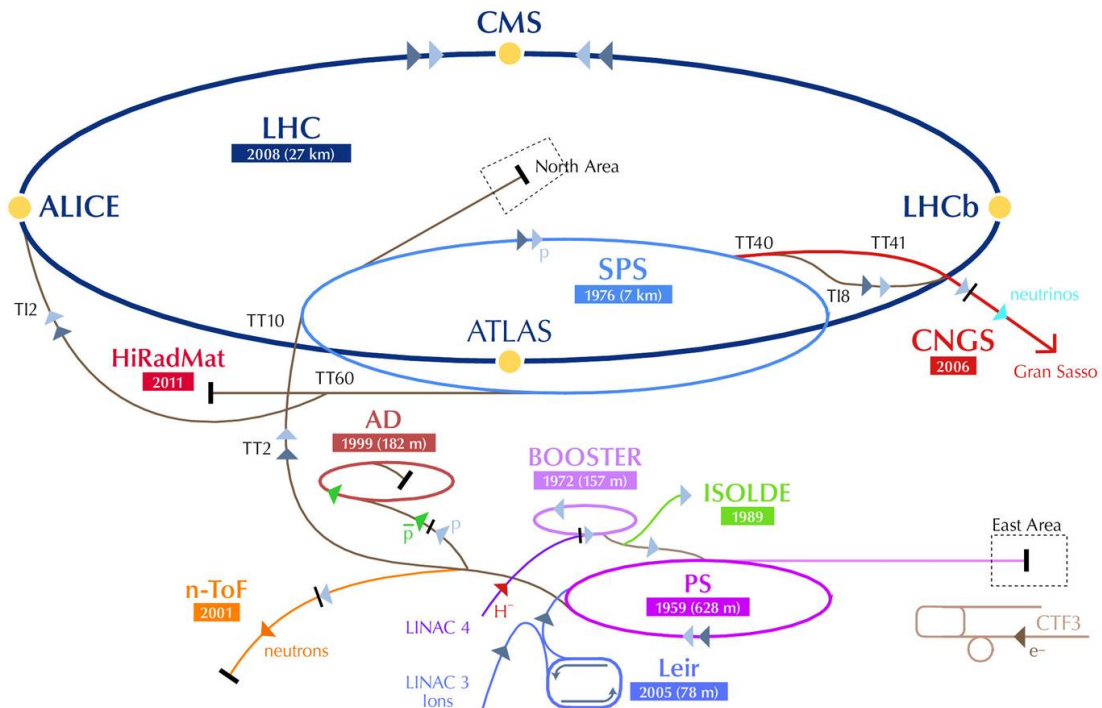 CMS
LHC
2008 (27 km)
North Area
ALICE
LHCb
TT40
TT41
p
SPS
1976 (7 km)
TI8
neutrinos
TI2
TT10
ATLAS
CNGS
2006
Gran Sasso
HiRadMat
2011
TT60
AD
1999 (182 m)
TT2
BOOSTER
1972 (157 m)
ISOLDE
1989
p̅
p
East Area
n-ToF
2001
PS
1959 (628 m)
H⁻
LINAC 4
neutrons
CTF3
e–
Leir
2005 (78 m)
LINAC 3
Ions